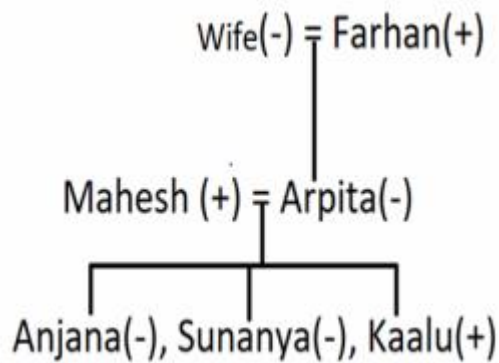 Wife(-) = Farhan(+)
Mahesh (+) = Arpita(-)
Anjana(-), Sunanya(-), Kaalu(+)